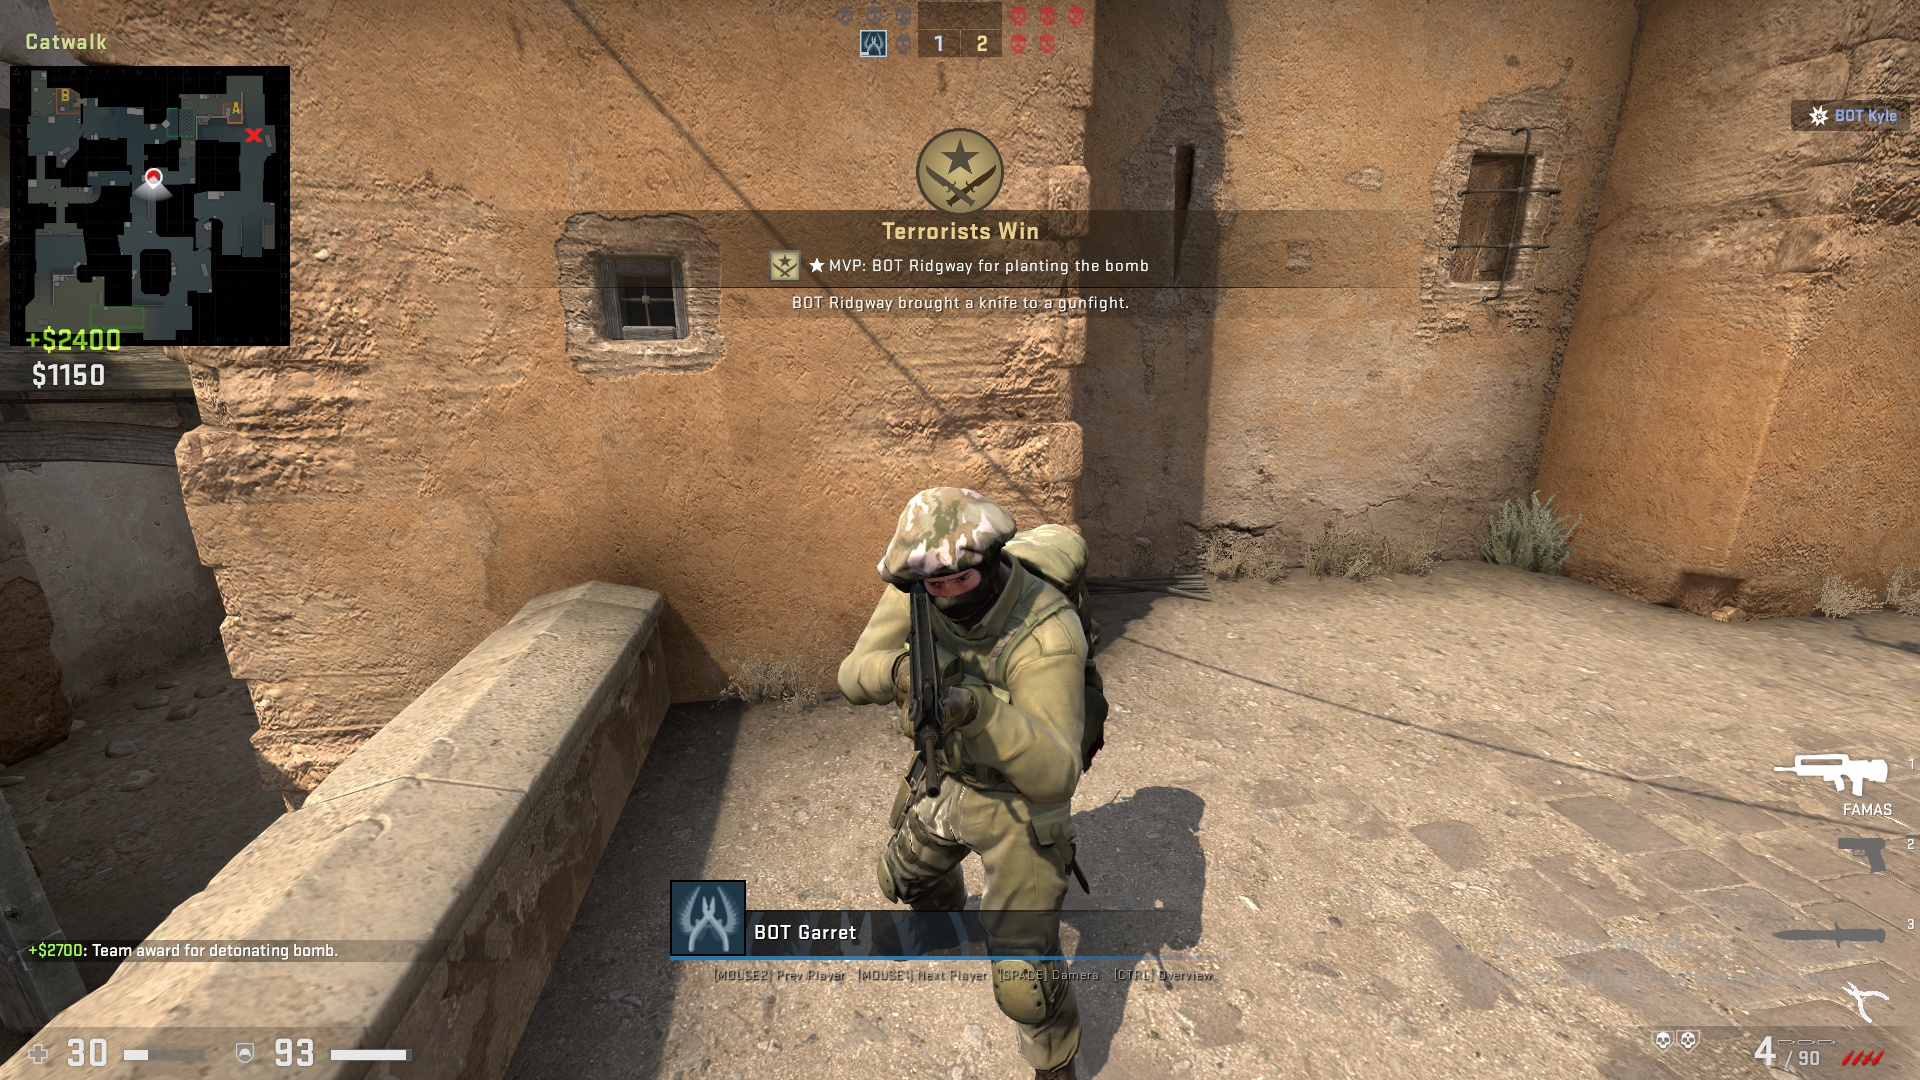 Catwalk
1 2
B
A
BOT Kyle
Terrorists Win
MVP: BOT Ridgway for planting the bomb
BOT Ridgway brought a knife to a gunfight.
+$2400
$1150
1
FAMAS
2
3
BOT Garret
+$2700: Team award for detonating bomb.
[MOUSE2] Prev Player [MOUSE1] Next Player [SPACE] Camera [CTRL] Overview
30 93
4 / 90